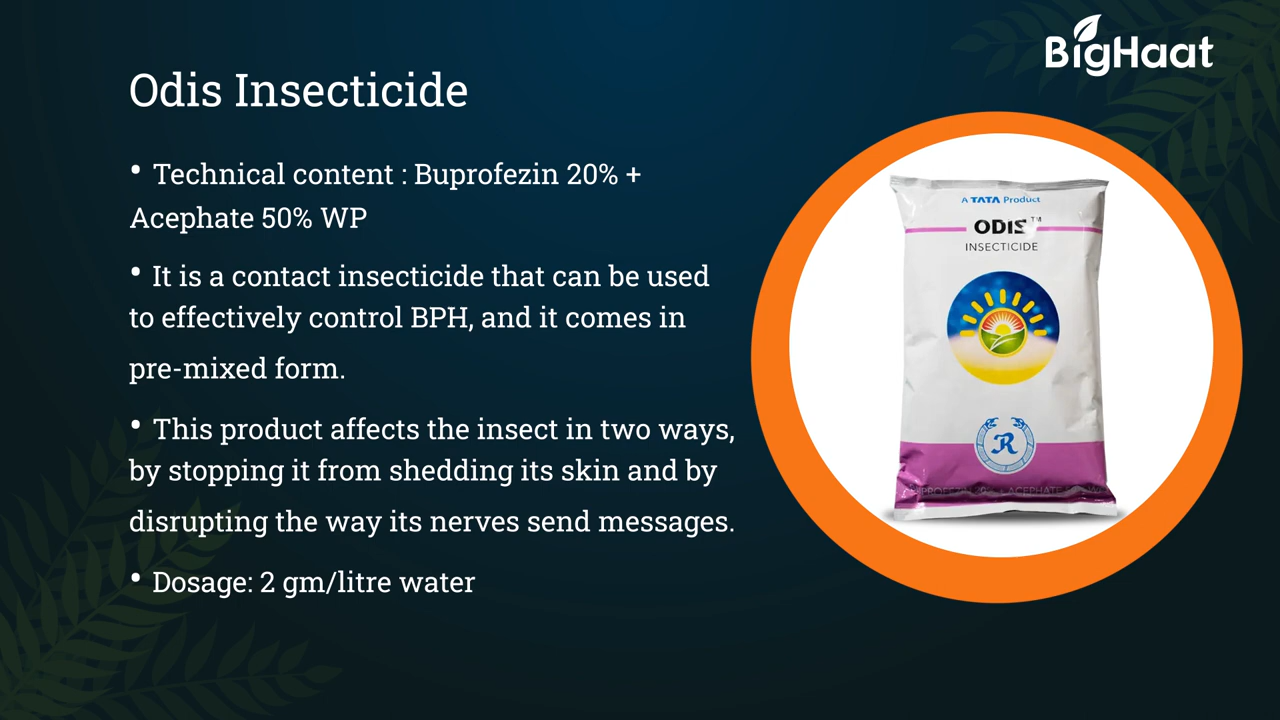 BigHaat
Odis Insecticide
• Technical content : Buprofezin 20% +
Acephate 50% WP
• It is a contact insecticide that can be used
to effectively control BPH, and it comes in
pre-mixed form.
• This product affects the insect in two ways,
by stopping it from shedding its skin and by
disrupting the way its nerves send messages.
• Dosage: 2 gm/litre water
A TATA Product
ODIS™
INSECTICIDE
R